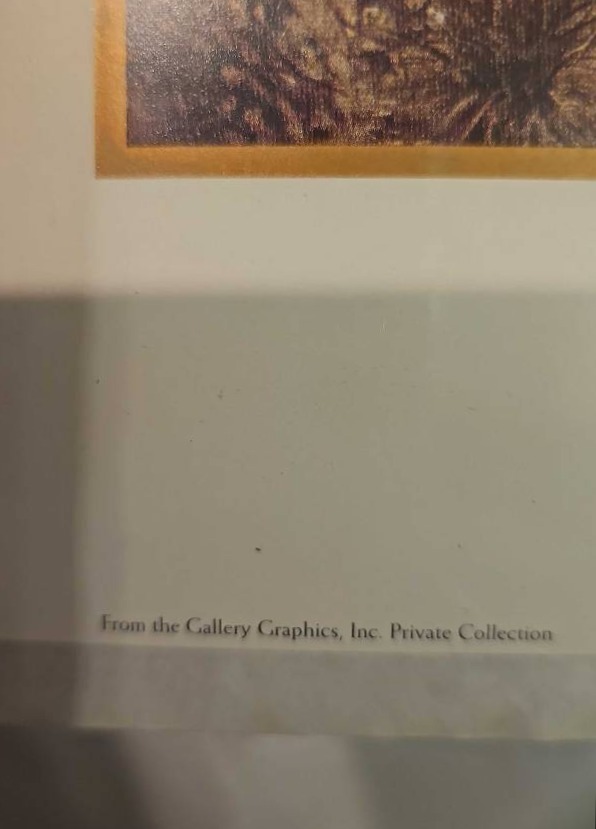 From the Gallery Graphics, Inc. Private Collection